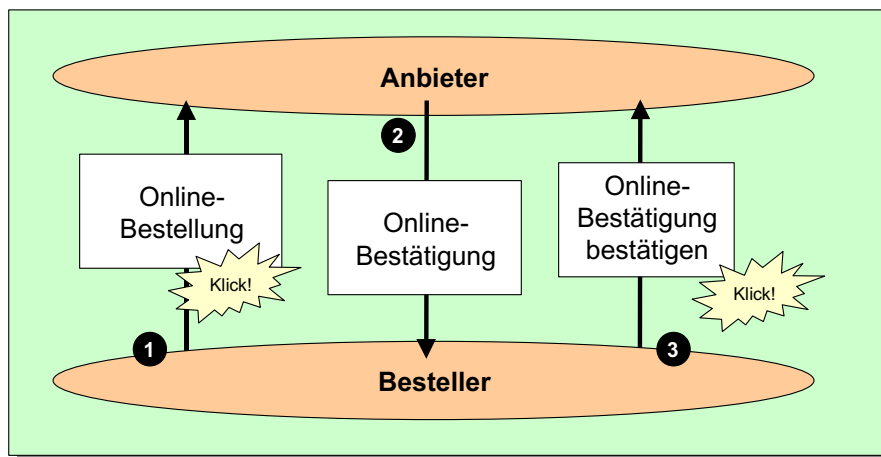 Anbieter
2
Online-
Bestellung
Klick!
Online-
Bestätigung
Online-
Bestätigung
bestätigen
Klick!
1
3
Besteller